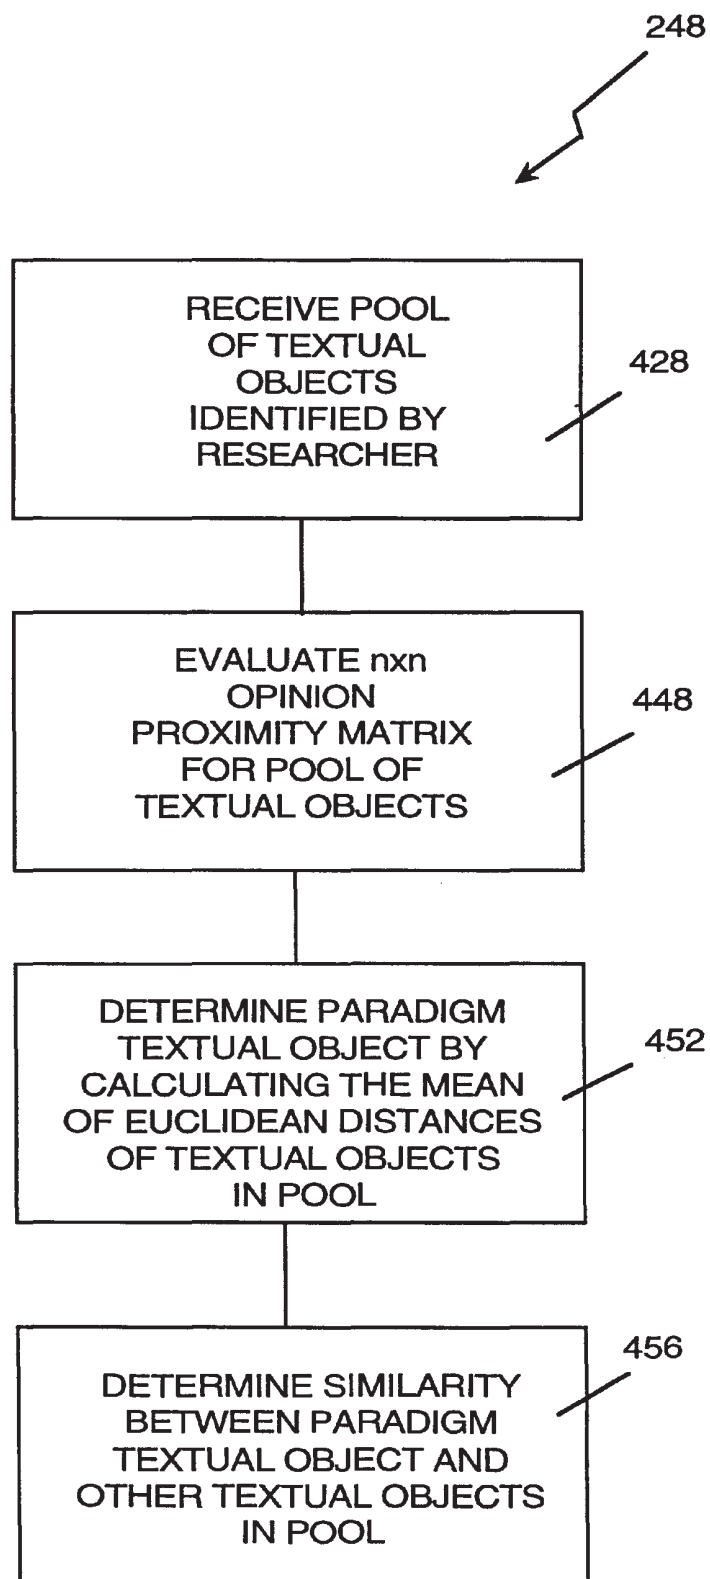 248
RECEIVE POOL
OF TEXTUAL
OBJECTS
IDENTIFIED BY
RESEARCHER
428
EVALUATE nxn
OPINION
PROXIMITY MATRIX
FOR POOL OF
TEXTUAL OBJECTS
448
DETERMINE PARADIGM
TEXTUAL OBJECT BY
CALCULATING THE MEAN
OF EUCLIDEAN DISTANCES
OF TEXTUAL OBJECTS
IN POOL
452
DETERMINE SIMILARITY
BETWEEN PARADIGM
TEXTUAL OBJECT AND
OTHER TEXTUAL OBJECTS
IN POOL
456